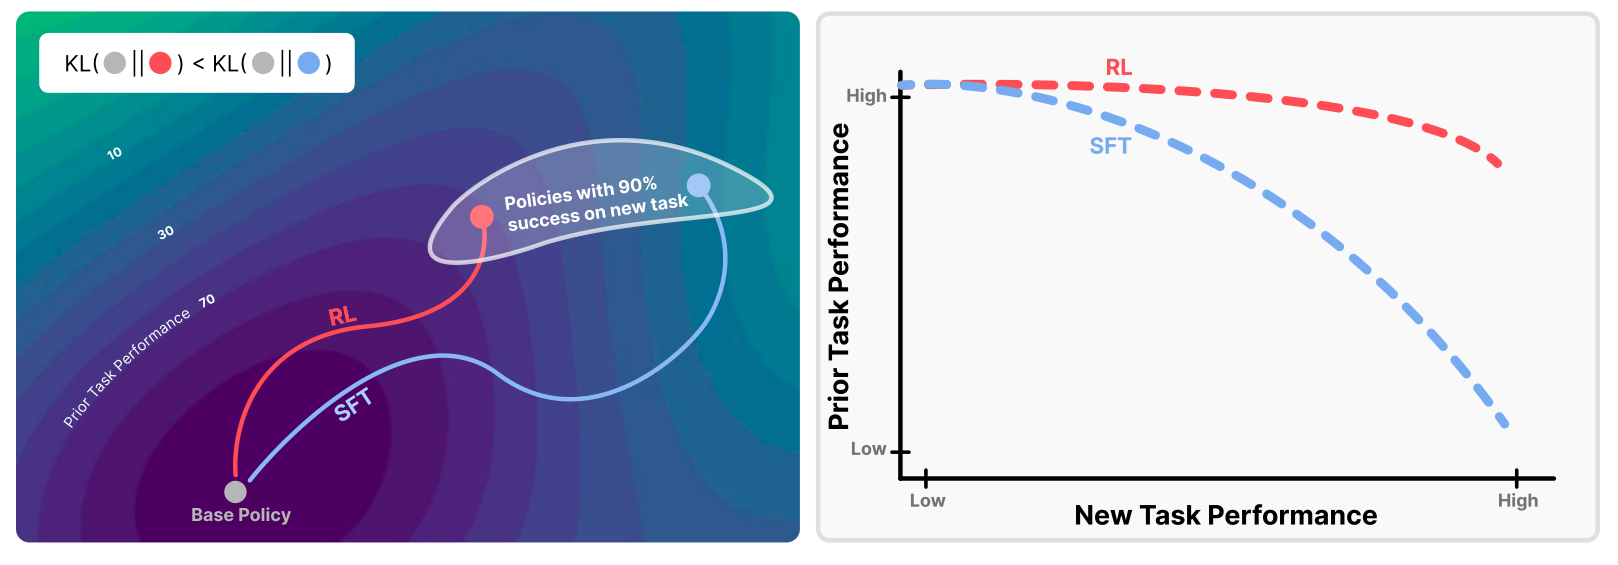 KL( || ) < KL( || )
10
30
70
Prior Task Performance
Policies with 90%
success on new task
RL
SFT
Base Policy
RL
SFT
High
Low
Prior Task Performance
Low
High
New Task Performance